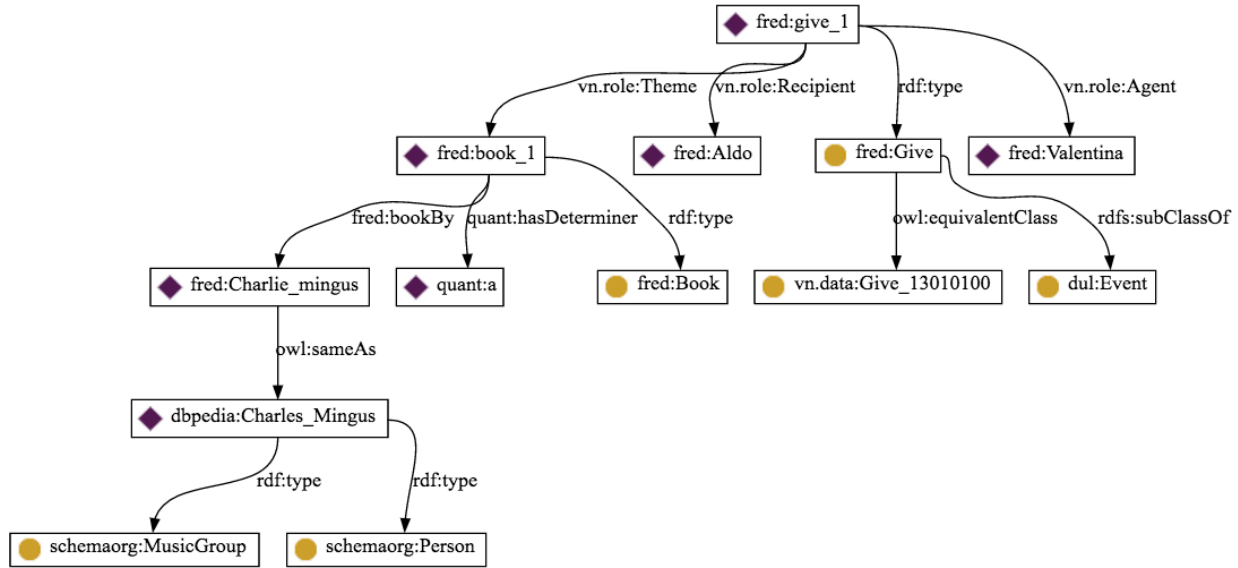 fred:give_1
vn.role:Theme
vn.role:Recipient
rdf:type
vn.role:Agent
fred:book_1
fred:Aldo
fred:Give
fred:Valentina
fred:bookBy
quant:hasDeterminer
rdf:type
owl:equivalentClass
rdfs:subClassOf
fred:Charlie_mingus
quant:a
fred:Book
vn.data:Give_13010100
dul:Event
owl:sameAs
dbpedia:Charles_Mingus
rdf:type
rdf:type
schemaorg:MusicGroup
schemaorg:Person